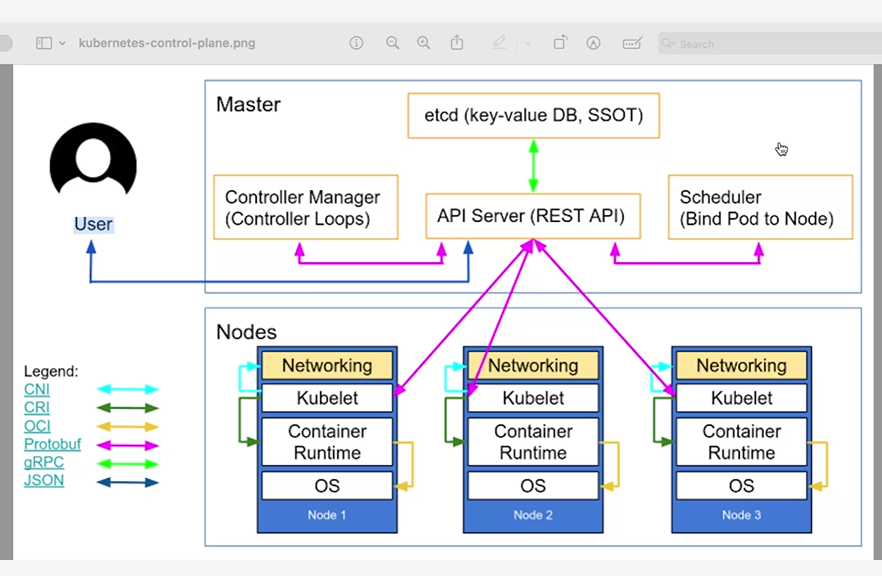 kubernetes-control-plane.png
Search
Master
etcd (key-value DB, SSOT)
Controller Manager
(Controller Loops)
API Server (REST API)
Scheduler
(Bind Pod to Node)
User
Nodes
Networking
Kubelet
Container
Runtime
OS
Node 1
Networking
Kubelet
Container
Runtime
OS
Node 2
Networking
Kubelet
Container
Runtime
OS
Node 3
Legend:
CNI
CRI
OCI
Protobuf
gRPC
JSON